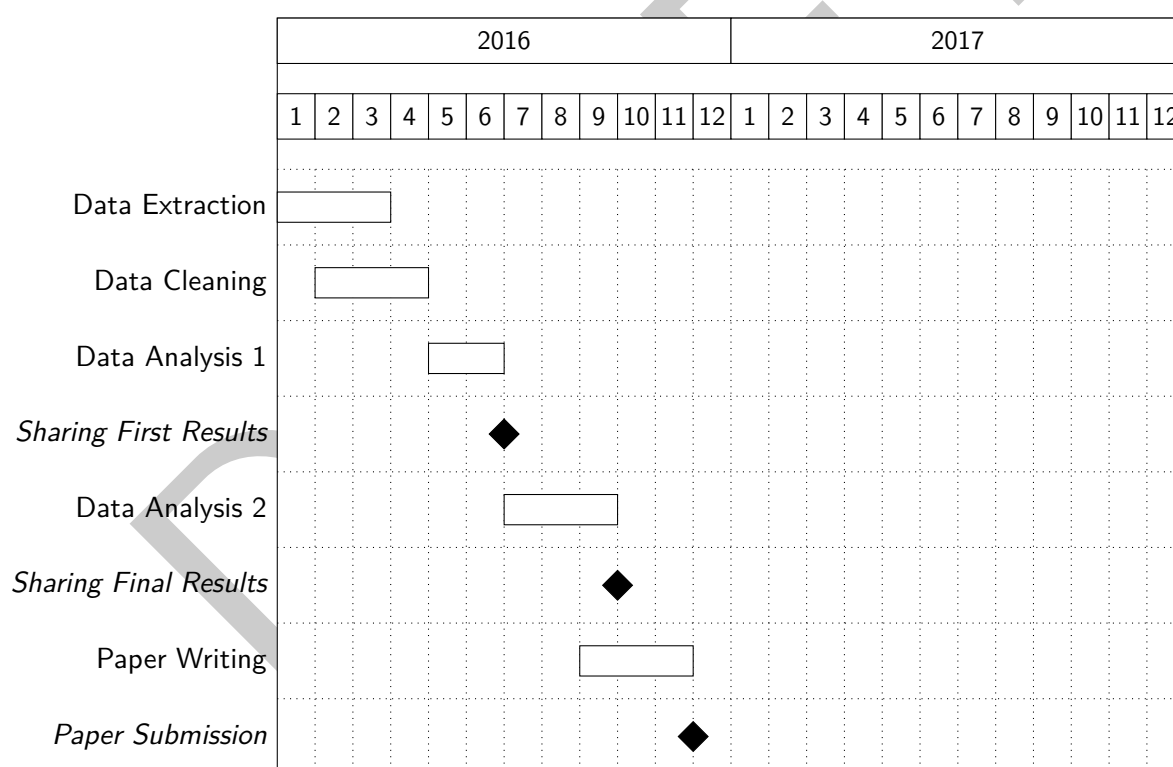 2016 2017
1 2 3 4 5 6 7 8 9 10 11 12 1 2 3 4 5 6 7 8 9 10 11 12
Data Extraction
Data Cleaning
Data Analysis 1
Sharing First Results
Data Analysis 2
Sharing Final Results
Paper Writing
Paper Submission